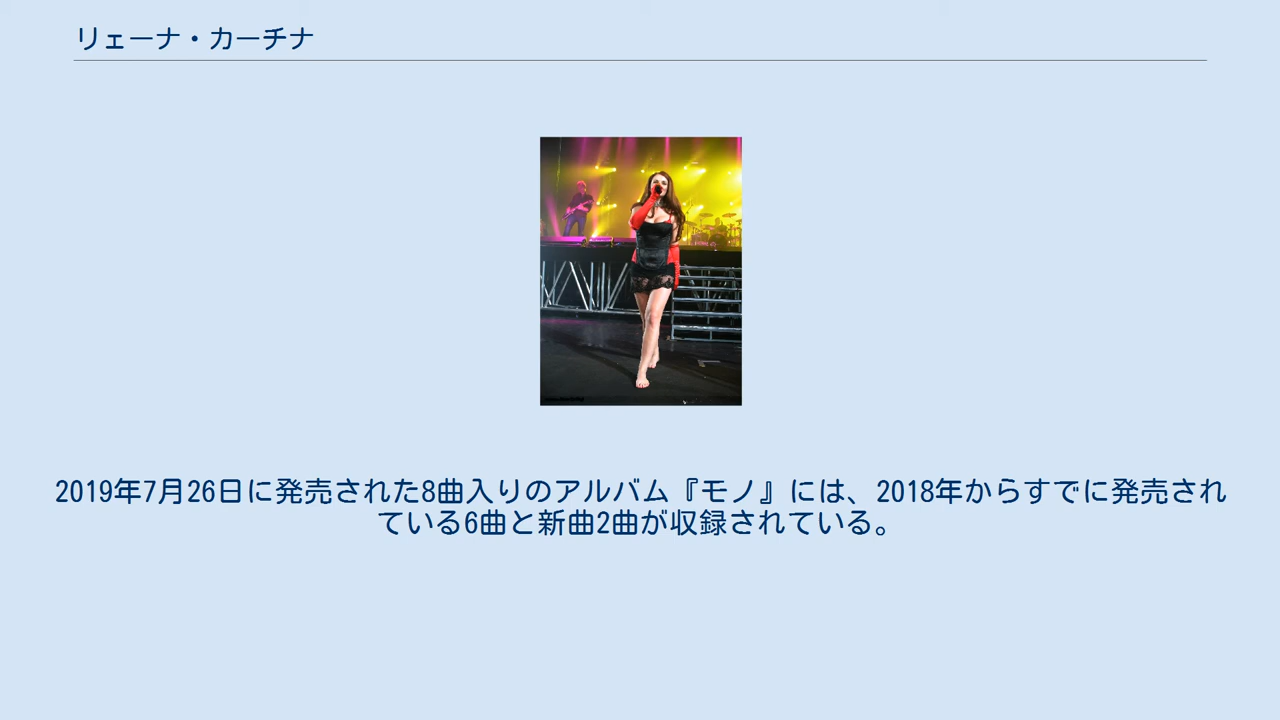 リェーナ・カーチナ
2019年7月26日に発売された8曲入りのアルバム『モノ』には、2018年からすでに発売され
ている6曲と新曲2曲が収録されている。